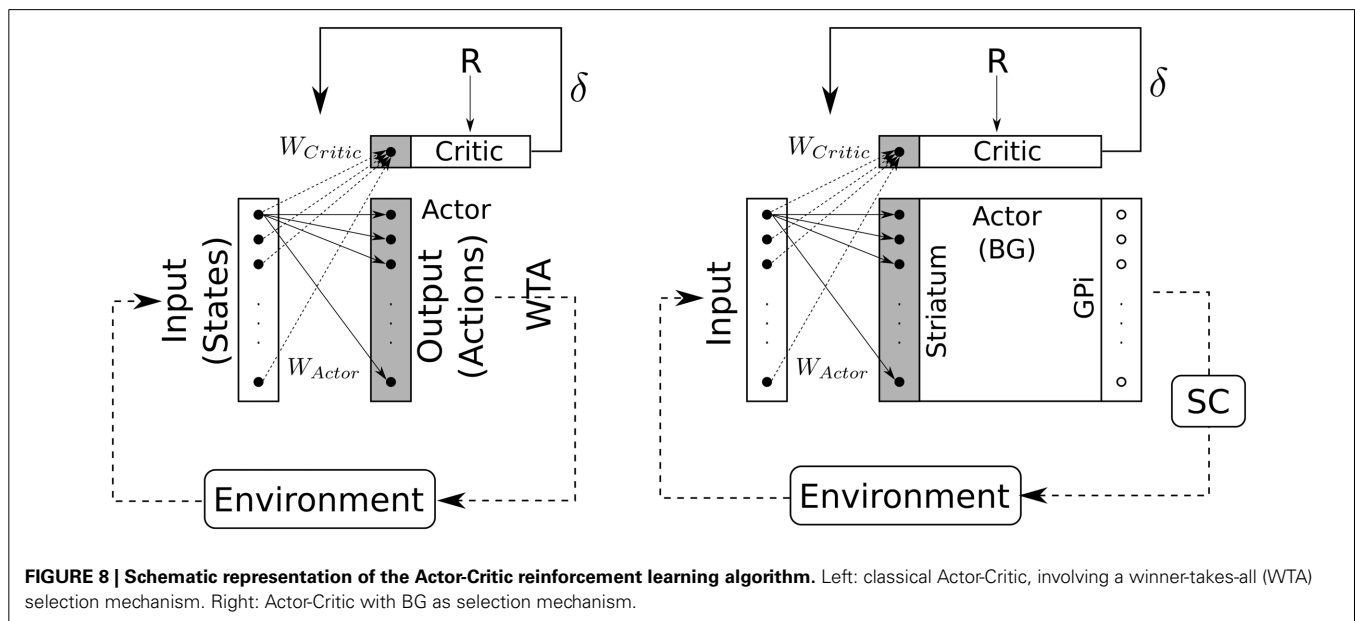 R
δ
W_Critic
Critic
Actor
Input
(States)
Output
(Actions)
WTA
W_Actor
Environment
R
δ
W_Critic
Critic
Input
Striatum
Actor
(BG)
GPi
W_Actor
SC
Environment
FIGURE 8 | Schematic representation of the Actor-Critic reinforcement learning algorithm. Left: classical Actor-Critic, involving a winner-takes-all (WTA)
selection mechanism. Right: Actor-Critic with BG as selection mechanism.